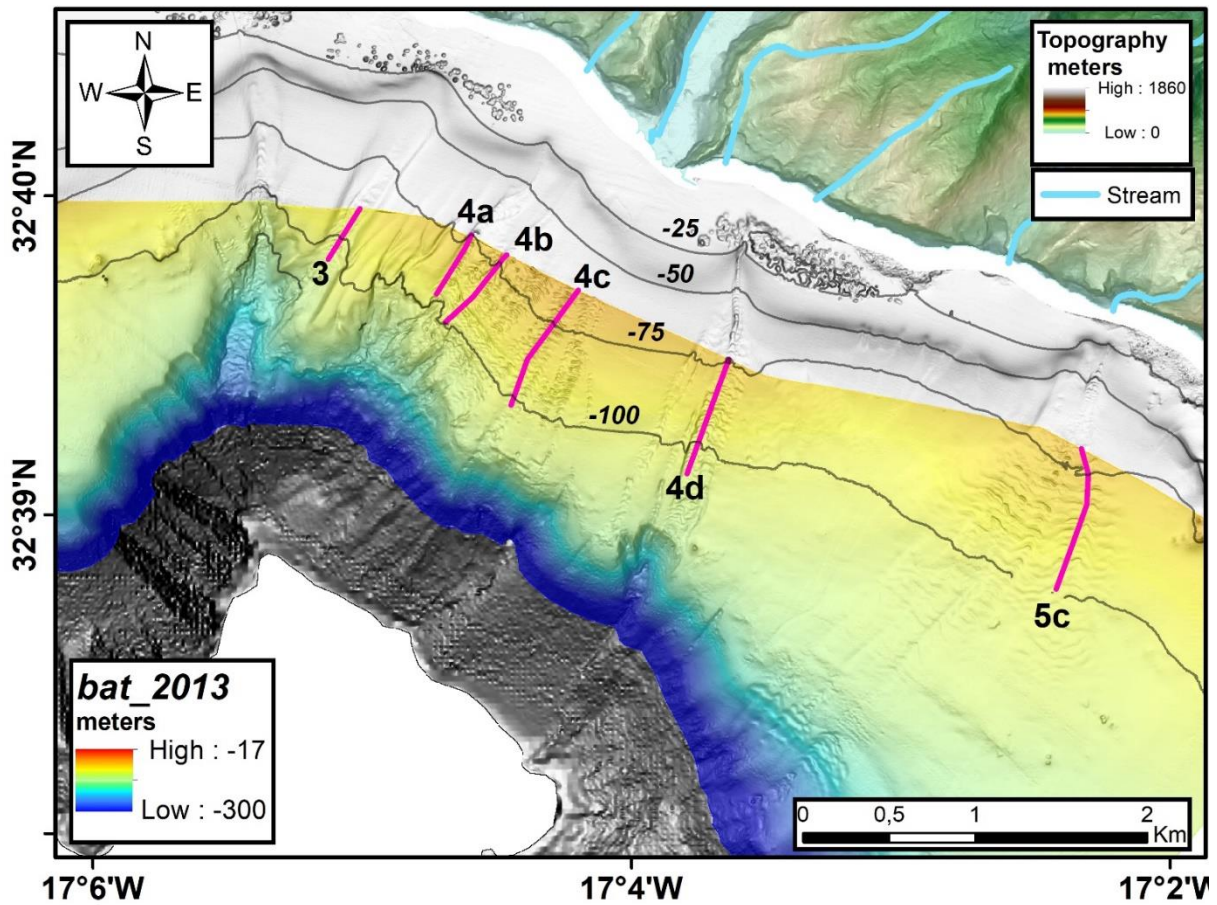 N
W E
S
Topography
meters
High : 1860
Low : 0
Stream
32°40'N
32°39'N
-25
-50
-75
-100
3
4a
4b
4c
4d
5c
bat_2013
meters
High : -17
Low : -300
0 0,5 1 2
Km
17°6'W 17°4'W 17°2'W